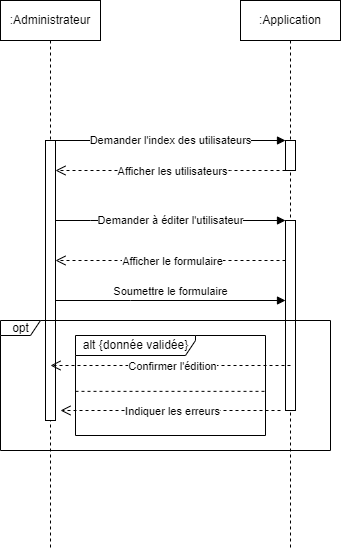 :Administrateur
:Application
Demander l'index des utilisateurs
Afficher les utilisateurs
Demander à éditer l'utilisateur
Afficher le formulaire
Soumettre le formulaire
opt
alt {donnée validée}
Confirmer l'édition
Indiquer les erreurs